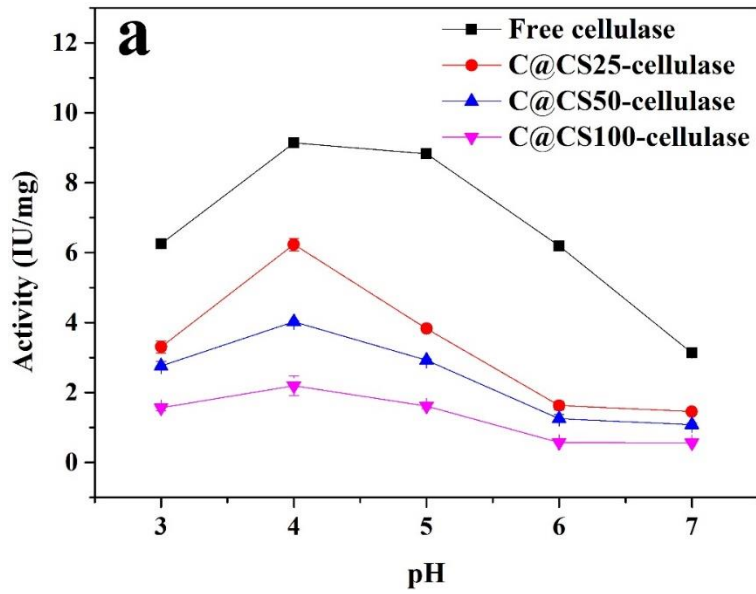 a
Free cellulase
C@CS25-cellulase
C@CS50-cellulase
C@CS100-cellulase
Activity (IU/mg)
12
10
8
6
4
2
0
3 4 5 6 7
pH